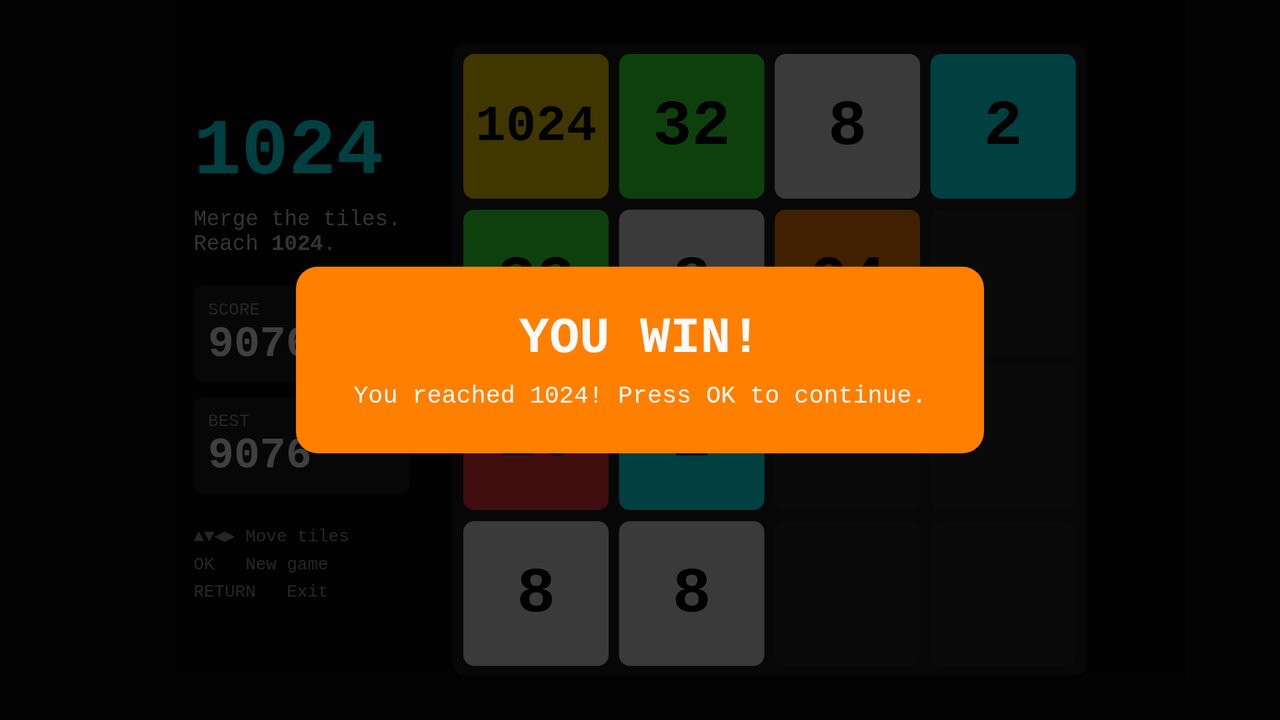 1024
Merge the tiles.
Reach 1024.
SCORE
BEST
9076
▲▼◀▶ Move tiles
OK New game
RETURN Exit
1024 32 8 2
YOU WIN!
You reached 1024! Press OK to continue.
8 8